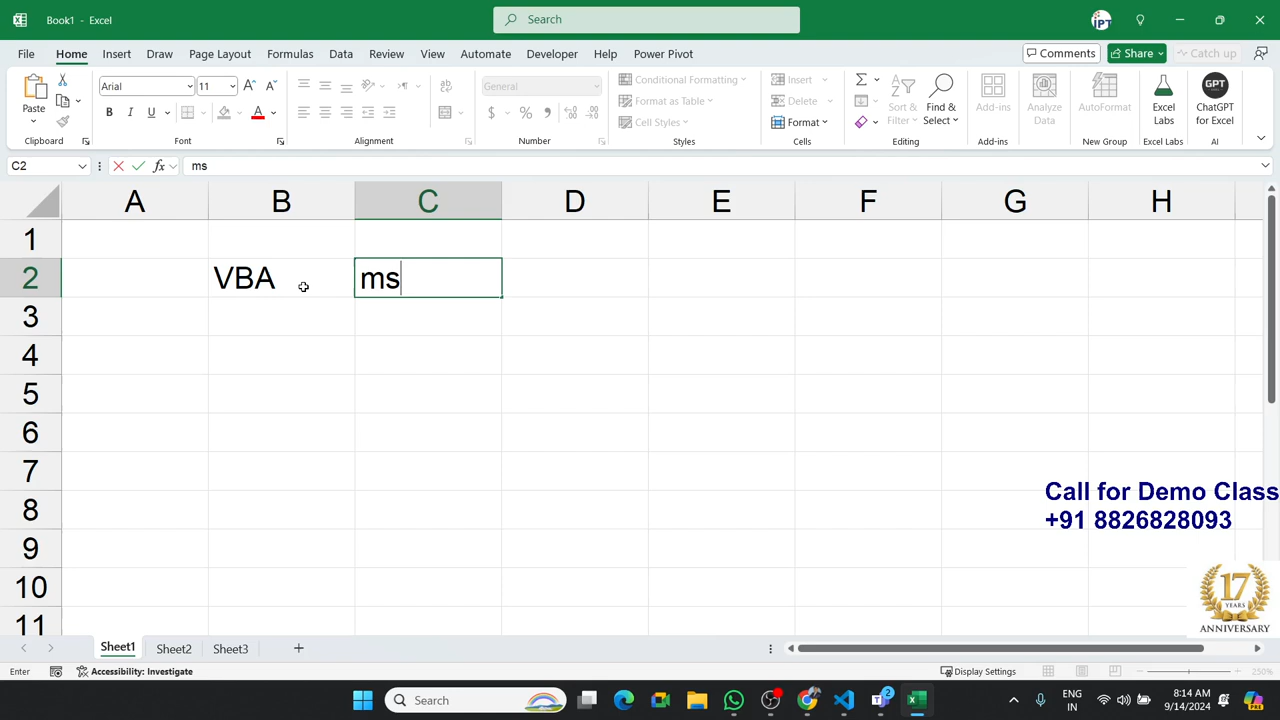 Book1 - Excel
Search
File Home Insert Draw Page Layout Formulas Data Review View Automate Developer Help Power Pivot
Comments Share Catch up
Paste
Arial 11
General
Conditional Formatting
Format as Table
Cell Styles
Insert
Delete
Format
Sort & Filter
Find & Select
Add-ins
Analyze Data
AutoFormat
Excel Labs
ChatGPT for Excel
Clipboard Font Alignment Number Styles Cells Editing Add-ins New Group Excel Labs AI
C2 fx ms
A B C D E F G H
1
2 VBA ms
3
4
5
6
7
8
Call for Demo Class
+91 8826828093
9
10
11
17
YEARS
ANNIVERSARY
Sheet1 Sheet2 Sheet3
Enter Accessibility: Investigate Display Settings 250%
Search
2
ENG
IN
8:14 AM
9/14/2024